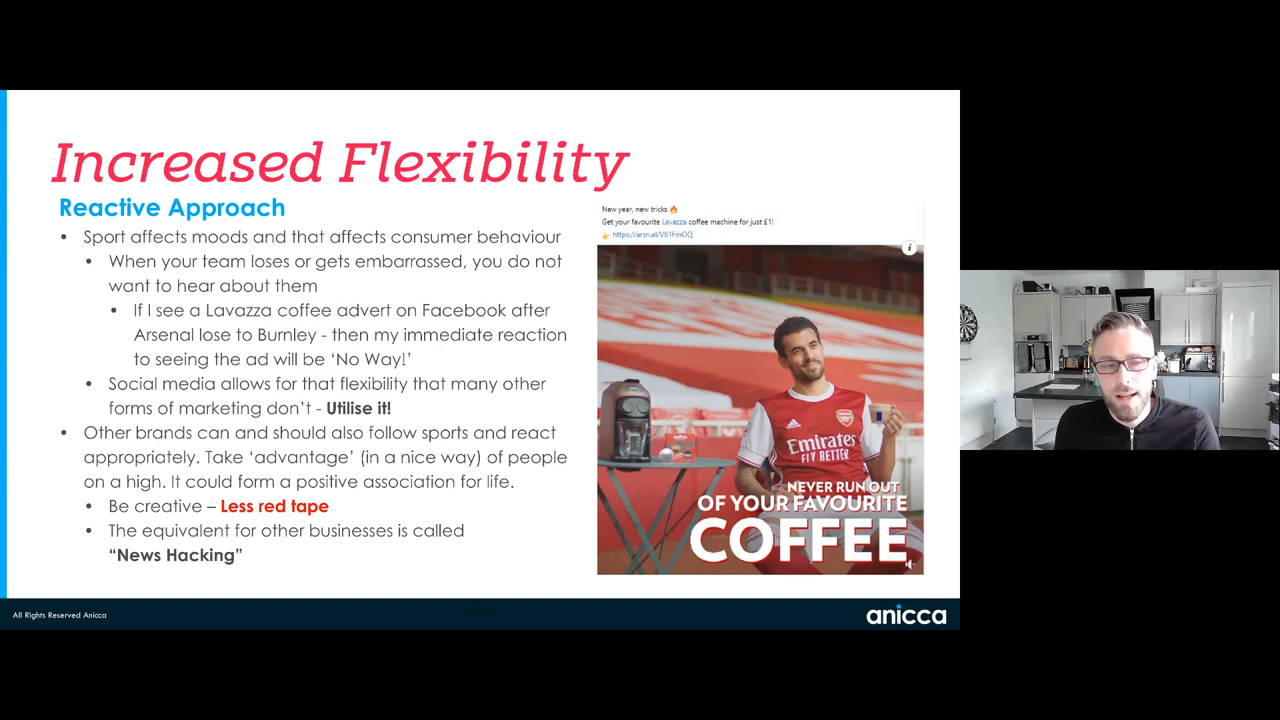 Increased Flexibility
Reactive Approach
• Sport affects moods and that affects consumer behaviour
• When your team loses or gets embarrassed, you do not
want to hear about them
• If I see a Lavazza coffee advert on Facebook after
Arsenal lose to Burnley - then my immediate reaction
to seeing the ad will be ‘No Way!’
• Social media allows for that flexibility that many other
forms of marketing don’t - Utilise it!
• Other brands can and should also follow sports and react
appropriately. Take ‘advantage’ (in a nice way) of people
on a high. It could form a positive association for life.
• Be creative – Less red tape
• The equivalent for other businesses is called
“News Hacking”
New year, new tricks 🔥
Get your favourite Lavazza coffee machine for just £1!
👉 https://arsn.al/V61FmOQ
i
Arsenal
Emirates
FLY BETTER
NEVER RUN OUT
OF YOUR FAVOURITE
COFFEE
All Rights Reserved Anicca
anicca